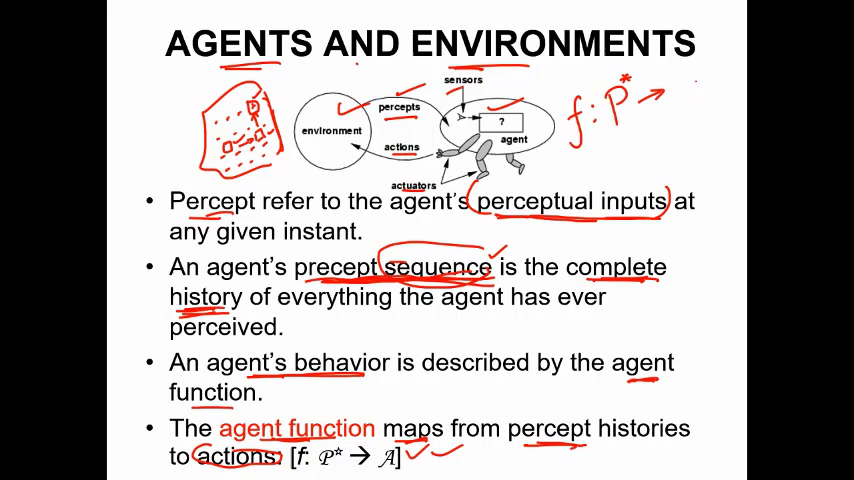 AGENTS AND ENVIRONMENTS
sensors
percepts
environment
?
agent
actions
actuators
f: P* →
• Percept refer to the agent's perceptual inputs at
any given instant.
• An agent's precept sequence is the complete
history of everything the agent has ever
perceived.
• An agent's behavior is described by the agent
function.
• The agent function maps from percept histories
to actions: [f: P* → A]